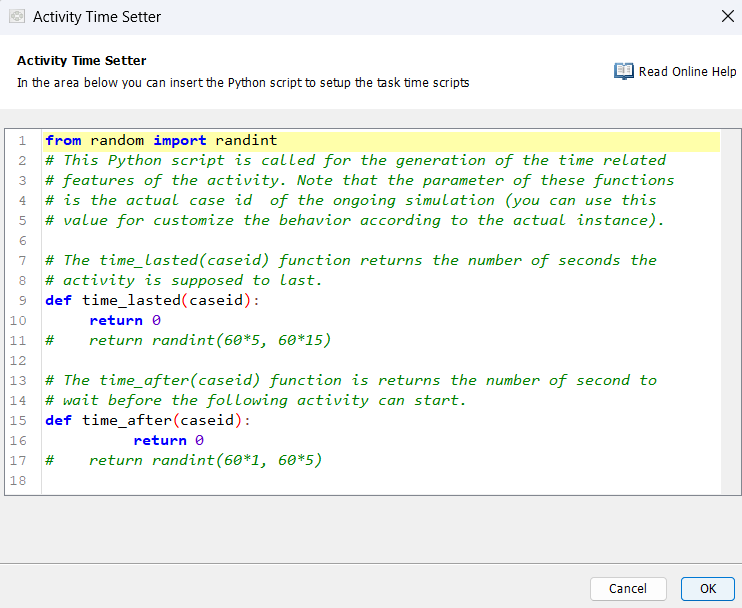 Activity Time Setter
Activity Time Setter
In the area below you can insert the Python script to setup the task time scripts
Read Online Help
1 from random import randint
2 # This Python script is called for the generation of the time related
3 # features of the activity. Note that the parameter of these functions
4 # is the actual case id  of the ongoing simulation (you can use this
5 # value for customize the behavior according to the actual instance).
6
7 # The time_lasted(caseid) function returns the number of seconds the
8 # activity is supposed to last.
9 def time_lasted(caseid):
10      return 0
11 #    return randint(60*5, 60*15)
12
13 # The time_after(caseid) function is returns the number of second to
14 # wait before the following activity can start.
15 def time_after(caseid):
16           return 0
17 #    return randint(60*1, 60*5)
18
Cancel
OK